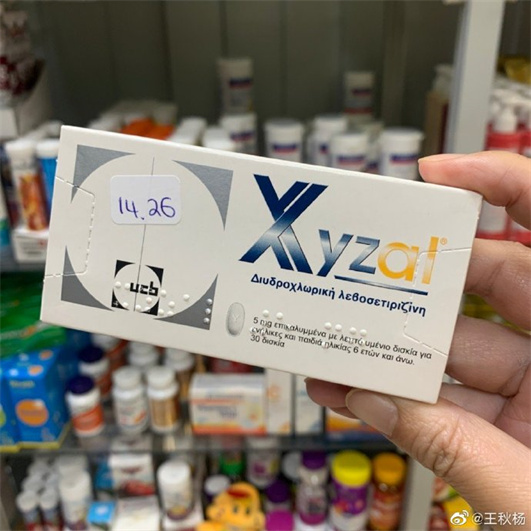 14.26
ucb
Xyzal®
Διυδροχλωρική λεβοσετιριζίνη
5 mg επικαλυμμένα με λεπτό υμένιο δισκία για
ενήλικες και παιδιά ηλικίας 6 ετών και άνω.
30 δισκία
@王秋杨